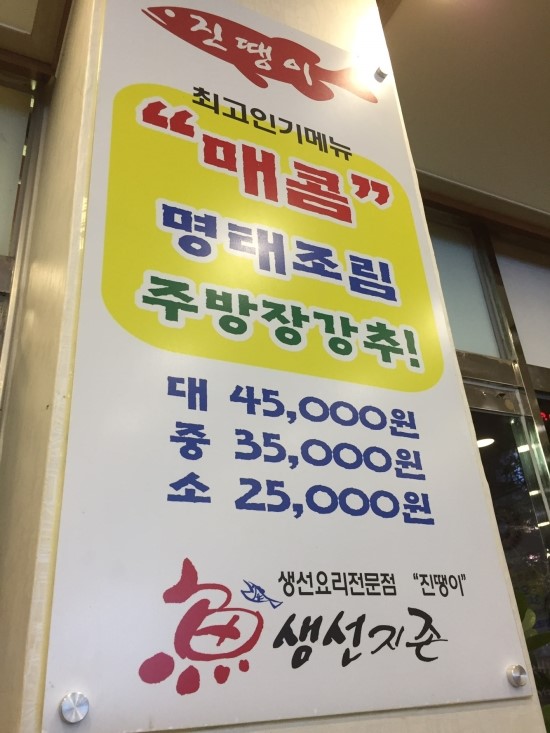 진땡이
최고인기메뉴
“매콤”
명태조림
주방장강추!
대 45,000원
중 35,000원
소 25,000원
생선요리전문점 “진땡이”
魚 생선지존